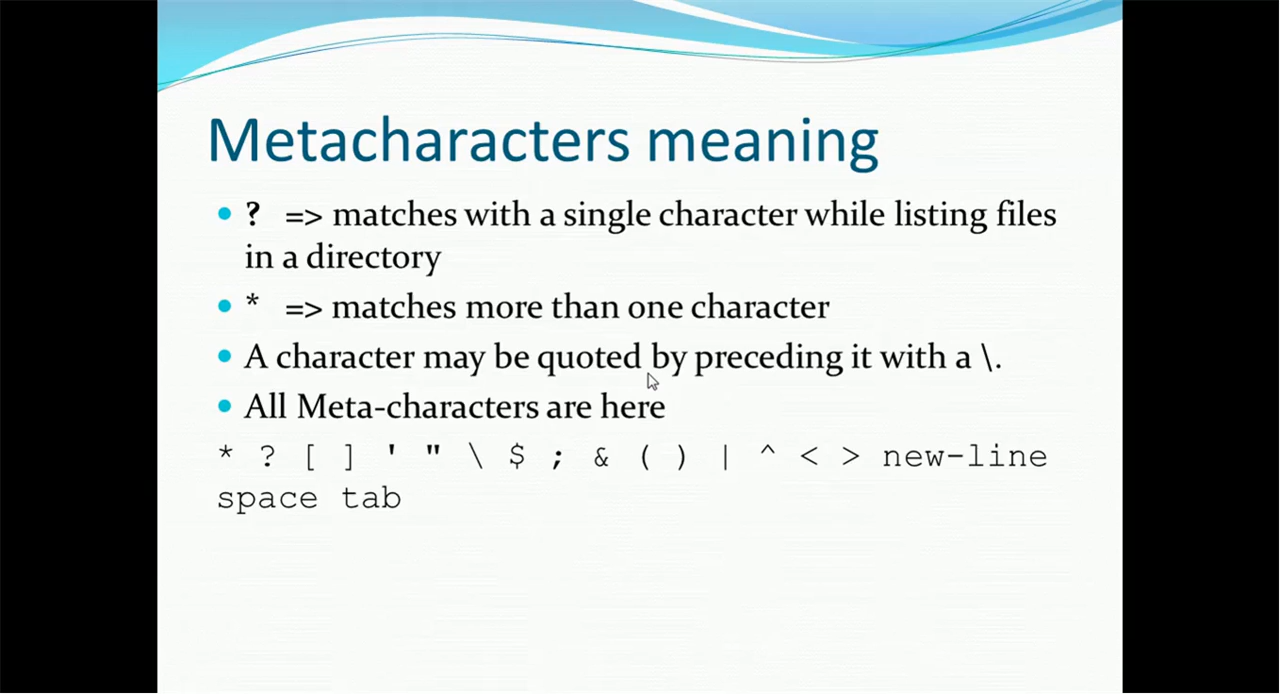 Metacharacters meaning
• ? => matches with a single character while listing files
in a directory
• * => matches more than one character
• A character may be quoted by preceding it with a \.
• All Meta-characters are here
* ? [ ] ' " \ $ ; & ( ) | ^ < > new-line
space tab